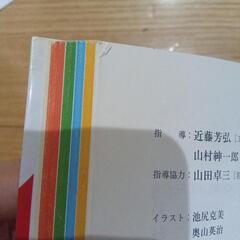 指　　導：近藤芳弘
山村紳一郎
指導協力：山田卓三
イラスト：池尻克美
奥山英治